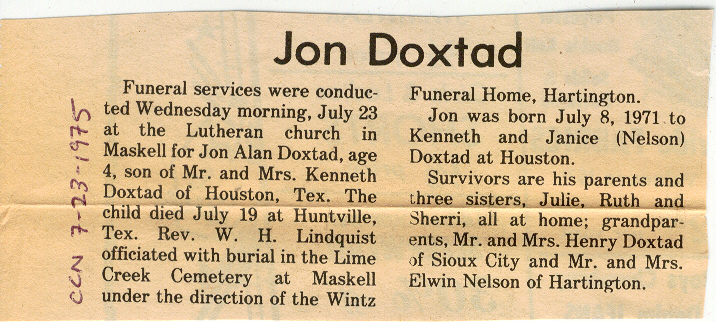 Jon Doxtad
Funeral services were conduc-
ted Wednesday morning, July 23
at the Lutheran church in
Maskell for Jon Alan Doxtad, age
4, son of Mr. and Mrs. Kenneth
Doxtad of Houston, Tex. The
child died July 19 at Huntville,
Tex. Rev. W. H. Lindquist
officiated with burial in the Lime
Creek Cemetery at Maskell
under the direction of the Wintz
Funeral Home, Hartington.
Jon was born July 8, 1971 to
Kenneth and Janice (Nelson)
Doxtad at Houston.
Survivors are his parents and
three sisters, Julie, Ruth and
Sherri, all at home; grandpar-
ents, Mr. and Mrs. Henry Doxtad
of Sioux City and Mr. and Mrs.
Elwin Nelson of Hartington.
CCN 7-23-1975